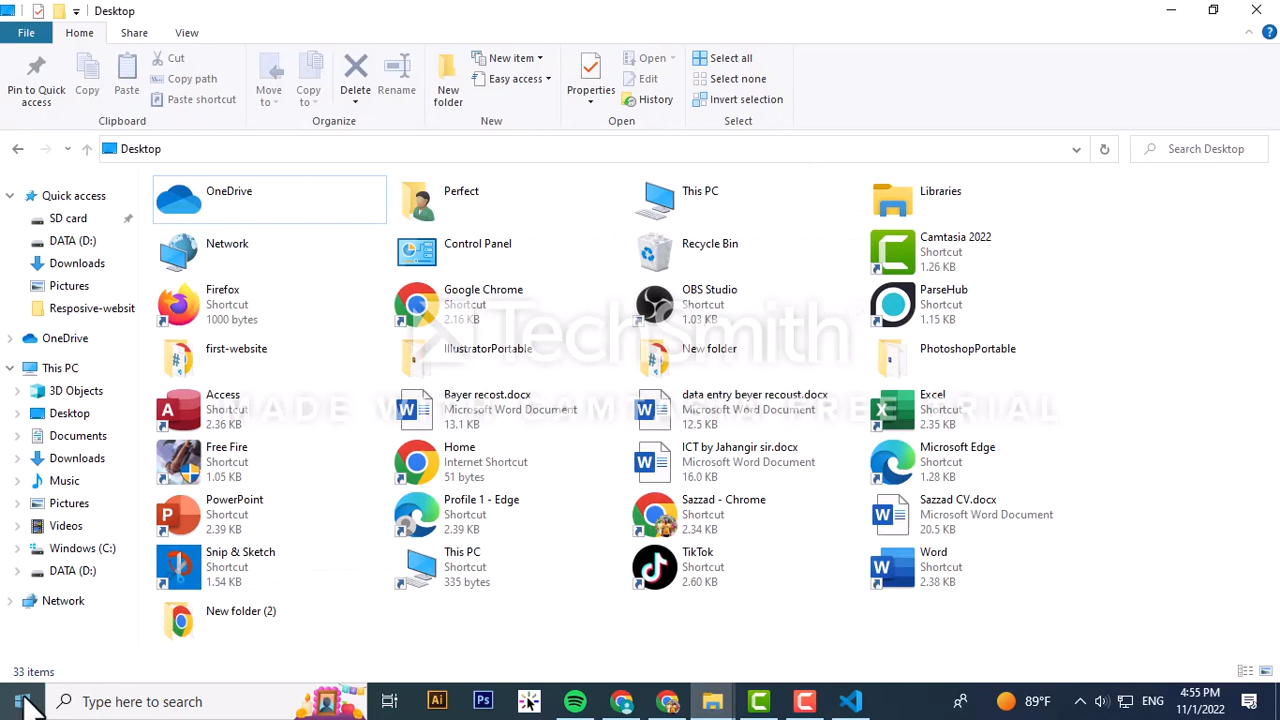 Desktop
File Home Share View
Pin to Quick access
Copy
Paste
Cut
Copy path
Paste shortcut
Clipboard
Move to
Copy to
Delete
Rename
Organize
New folder
New item
Easy access
New
Properties
Open
Edit
History
Open
Select all
Select none
Invert selection
Select
Desktop
Search Desktop
Quick access
SD card
DATA (D:)
Downloads
Pictures
Resposive-websit
OneDrive
This PC
3D Objects
Desktop
Documents
Downloads
Music
Pictures
Videos
Windows (C:)
DATA (D:)
Network
OneDrive
Perfect
This PC
Libraries
Network
Control Panel
Recycle Bin
Camtasia 2022
Shortcut
1.26 KB
Firefox
Shortcut
1000 bytes
Google Chrome
Shortcut
2.16 KB
OBS Studio
Shortcut
1.03 KB
ParseHub
Shortcut
1.15 KB
first-website
IllustratorPortable
New folder
PhotoshopPortable
Access
Shortcut
2.36 KB
Bayer recost.docx
Microsoft Word Document
13.1 KB
data entry beyer recoust.docx
Microsoft Word Document
12.5 KB
Excel
Shortcut
2.35 KB
Free Fire
Shortcut
1.05 KB
Home
Internet Shortcut
51 bytes
ICT by Jahangir sir.docx
Microsoft Word Document
16.0 KB
Microsoft Edge
Shortcut
1.28 KB
PowerPoint
Shortcut
2.39 KB
Profile 1 - Edge
Shortcut
2.39 KB
Sazzad - Chrome
Shortcut
2.34 KB
Sazzad CV.docx
Microsoft Word Document
20.5 KB
Snip & Sketch
Shortcut
1.54 KB
This PC
Shortcut
335 bytes
TikTok
Shortcut
2.60 KB
Word
Shortcut
2.38 KB
New folder (2)
TechSmith
MADE WITH CAMTASIA FREE TRIAL
33 items
Type here to search
Ai
Ps
89°F
ENG
4:55 PM
11/1/2022